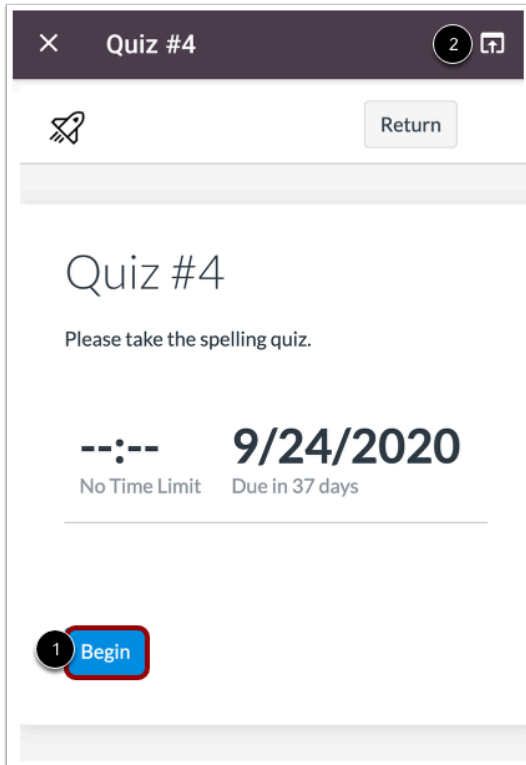 Quiz #4
2
Return
Quiz #4
Please take the spelling quiz.
--:-- 9/24/2020
No Time Limit Due in 37 days
1 Begin